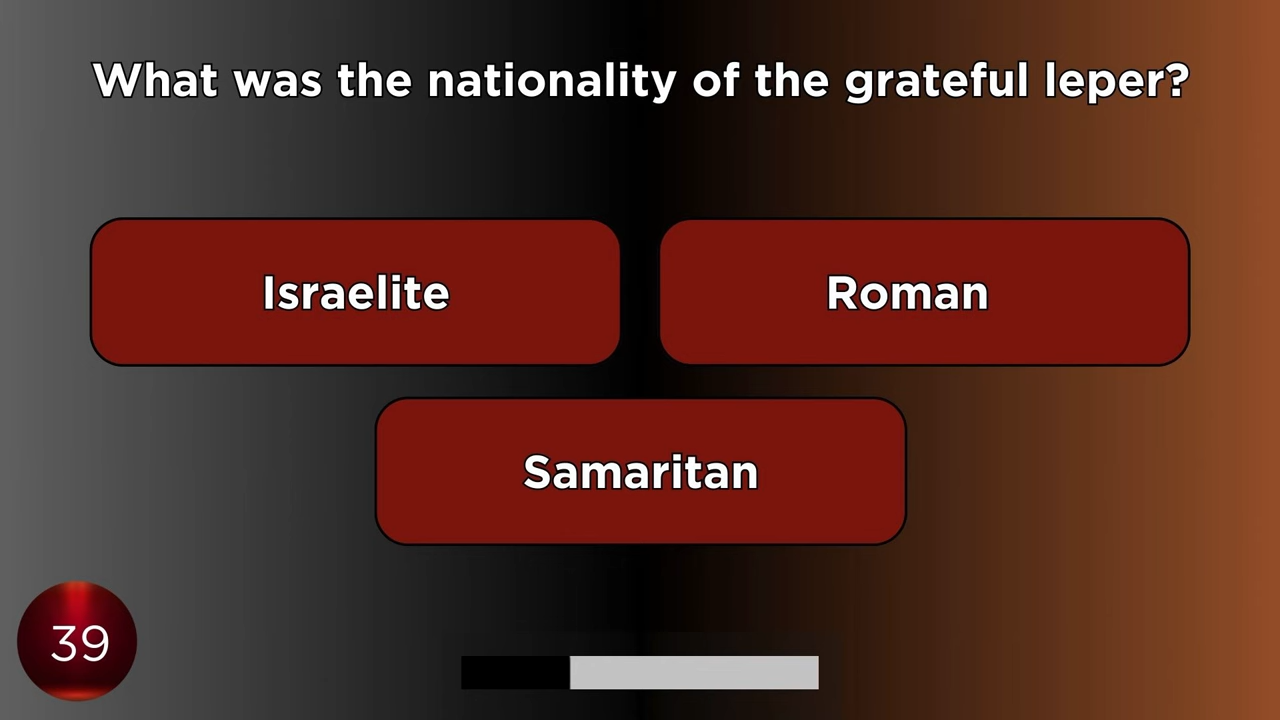 What was the nationality of the grateful leper?
Israelite
Roman
Samaritan
39